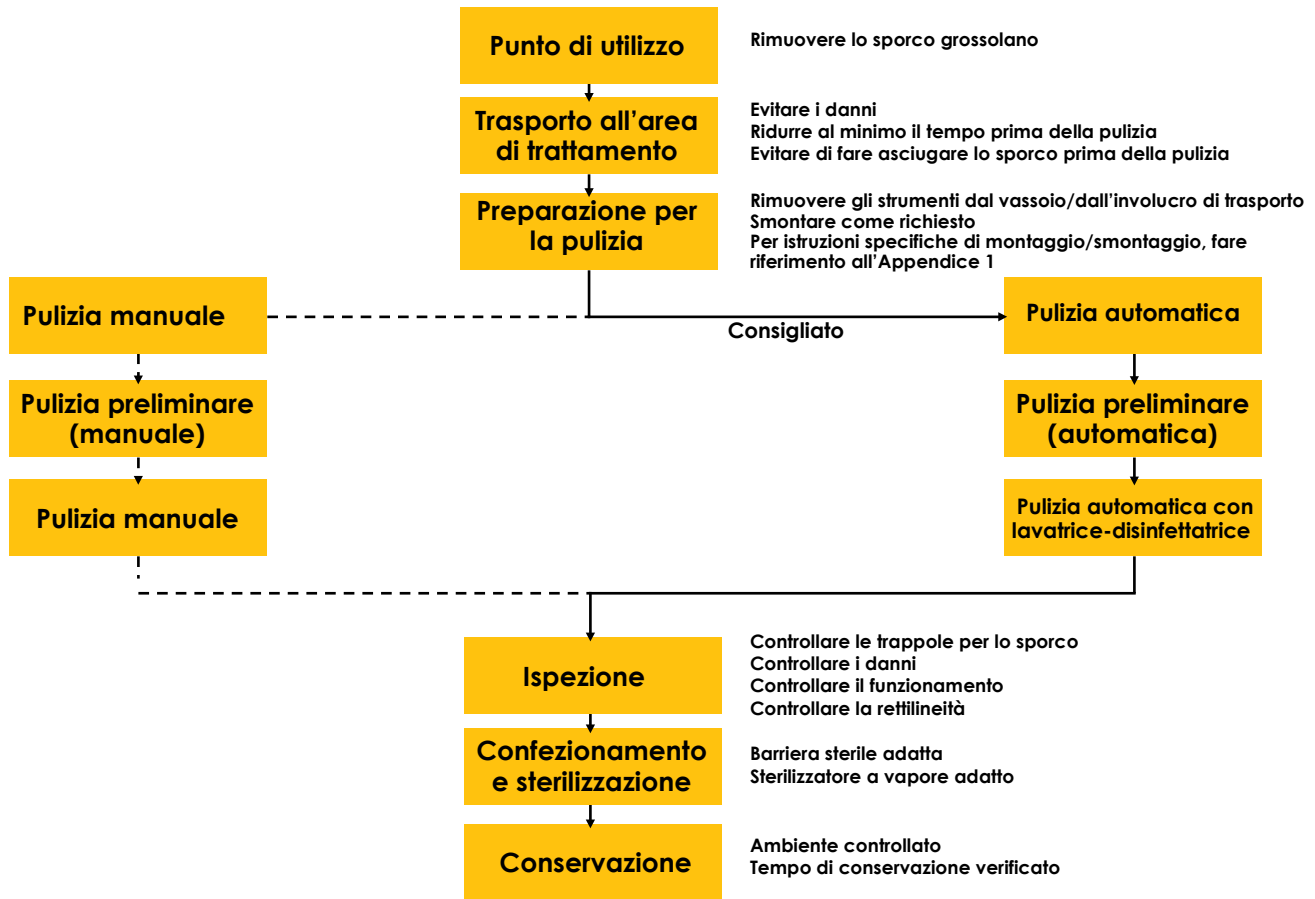 Punto di utilizzo
Rimuovere lo sporco grossolano
Trasporto all’area
di trattamento
Evitare i danni
Ridurre al minimo il tempo prima della pulizia
Evitare di fare asciugare lo sporco prima della pulizia
Preparazione per
la pulizia
Rimuovere gli strumenti dal vassoio/dall’involucro di trasporto
Smontare come richiesto
Per istruzioni specifiche di montaggio/smontaggio, fare
riferimento all’Appendice 1
Pulizia manuale
Consigliato
Pulizia automatica
Pulizia preliminare
(manuale)
Pulizia preliminare
(automatica)
Pulizia manuale
Pulizia automatica con
lavatrice-disinfettatrice
Ispezione
Controllare le trappole per lo sporco
Controllare i danni
Controllare il funzionamento
Controllare la rettilineità
Confezionamento
e sterilizzazione
Barriera sterile adatta
Sterilizzatore a vapore adatto
Conservazione
Ambiente controllato
Tempo di conservazione verificato